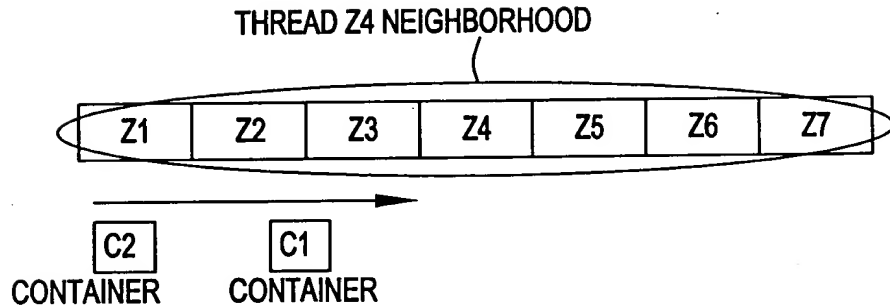 THREAD Z4 NEIGHBORHOOD
Z1 Z2 Z3 Z4 Z5 Z6 Z7
C2 C1
CONTAINER CONTAINER